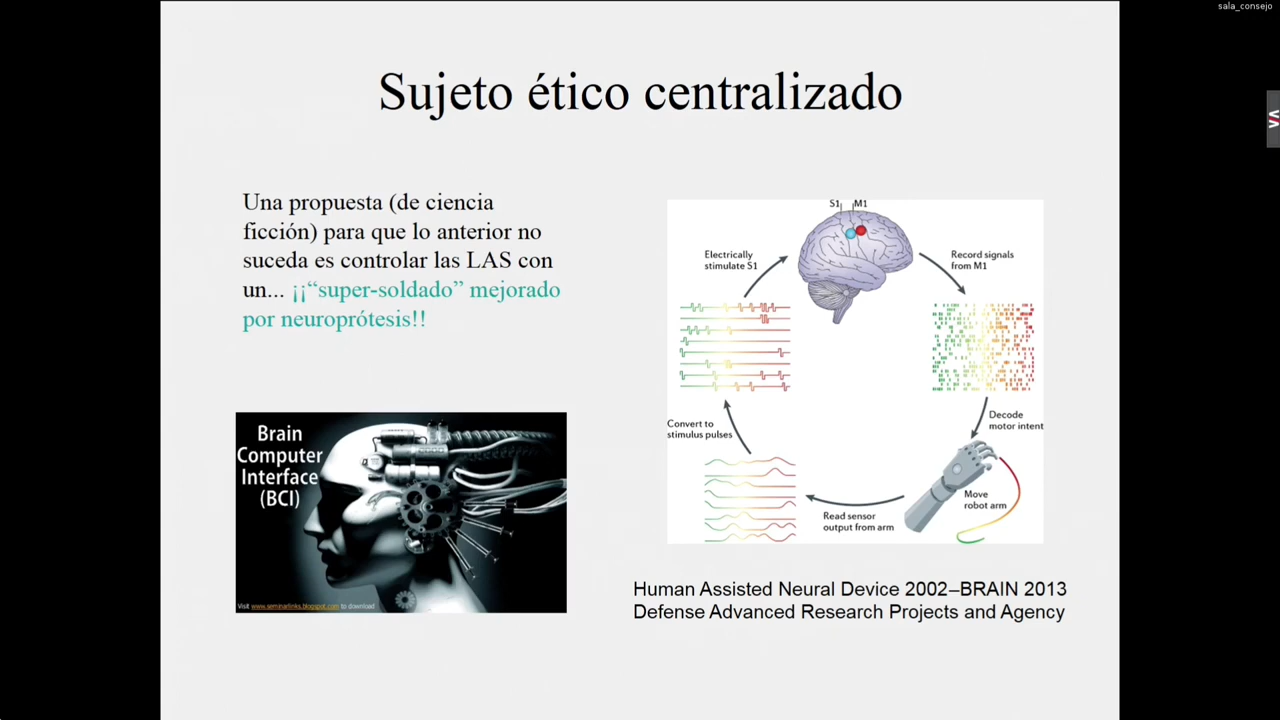 sala_consejo
Sujeto ético centralizado
Una propuesta (de ciencia
ficción) para que lo anterior no
suceda es controlar las LAS con
un... ¡¡“super-soldado” mejorado
por neuroprótesis!!
Brain
Computer
Interface
(BCI)
Visit www.seminarlinks.blogspot.com to download
S1 M1
Electrically
stimulate S1
Record signals
from M1
Decode
motor intent
Move
robot arm
Read sensor
output from arm
Convert to
stimulus pulses
Human Assisted Neural Device 2002–BRAIN 2013
Defense Advanced Research Projects and Agency